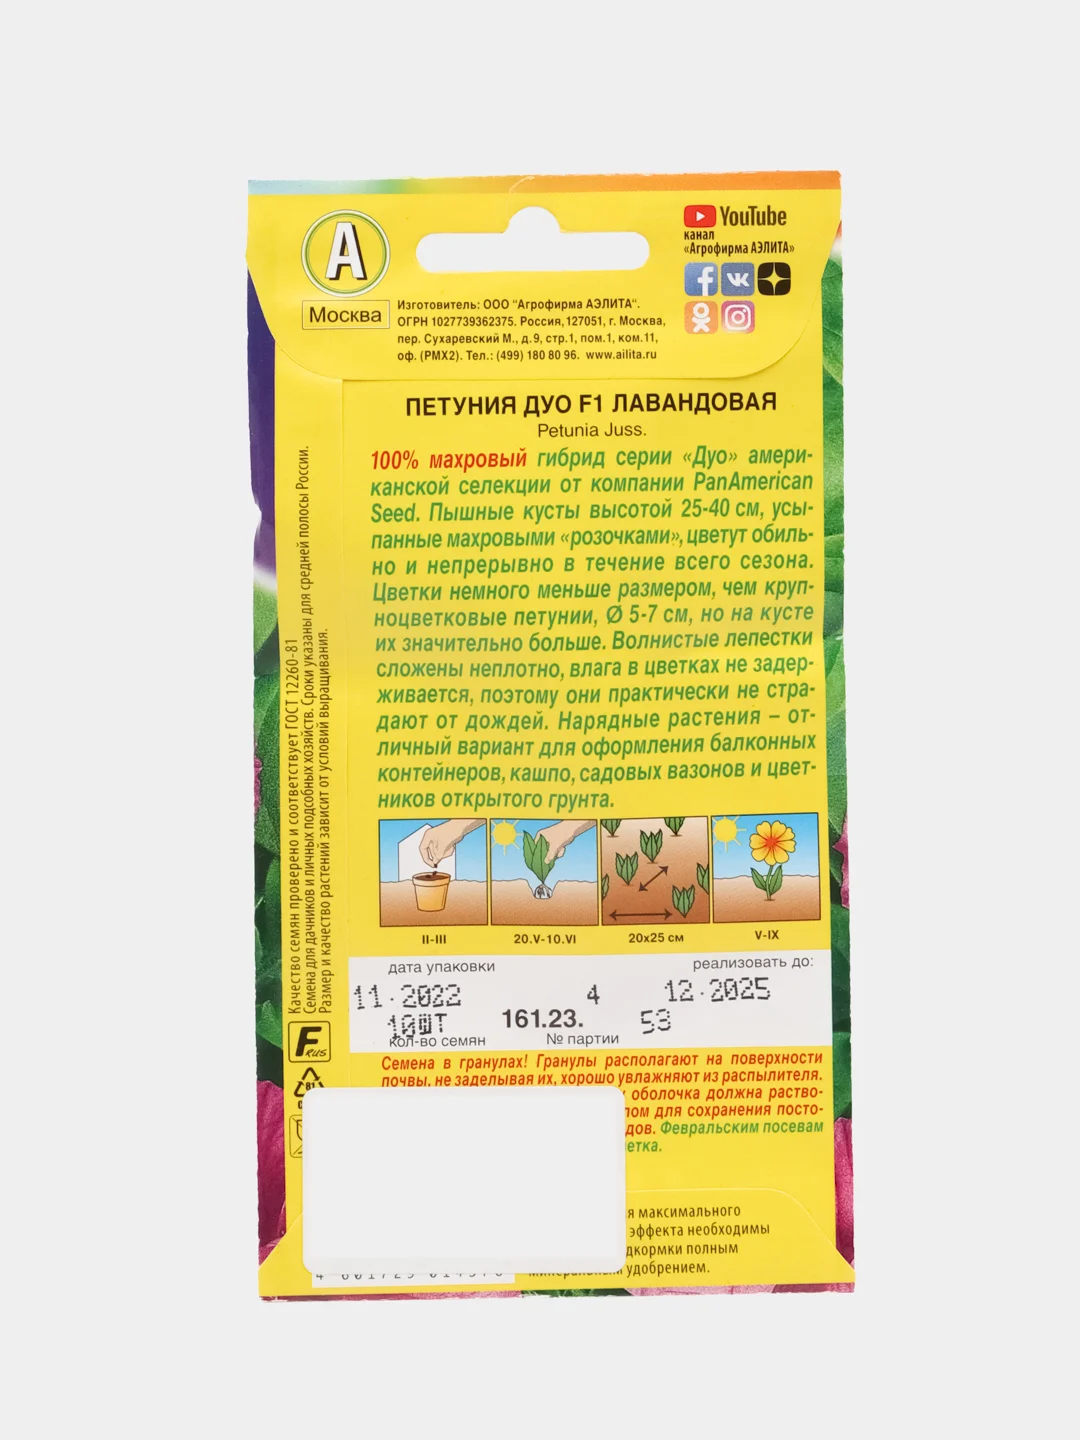 А
Москва
YouTube
канал
«Агрофирма АЭЛИТА»
Изготовитель: ООО "Агрофирма АЭЛИТА".
ОГРН 1027739362375. Россия,127051, г. Москва,
пер. Сухаревский М., д.9, стр.1, пом.1, ком.11,
оф. (РМХ2). Тел.: (499) 180 80 96. www.ailita.ru
ПЕТУНИЯ ДУО F1 ЛАВАНДОВАЯ
Petunia Juss.
100% махровый гибрид серии «Дуо» амери-
канской селекции от компании PanAmerican
Seed. Пышные кусты высотой 25-40 см, усы-
панные махровыми «розочками», цветут обиль-
но и непрерывно в течение всего сезона.
Цветки немного меньше размером, чем круп-
ноцветковые петунии, Ø 5-7 см, но на кусте
их значительно больше. Волнистые лепестки
сложены неплотно, влага в цветках не задер-
живается, поэтому они практически не стра-
дают от дождей. Нарядные растения – от-
личный вариант для оформления балконных
контейнеров, кашпо, садовых вазонов и цвет-
ников открытого грунта.
II-III
20.V-10.VI
20x25 см
V-IX
дата упаковки
реализовать до:
11.2022
4
12.2025
10ШТ
161.23.
53
кол-во семян
№ партии
Семена в гранулах! Гранулы располагают на поверхности
почвы, не заделывая их, хорошо увлажняют из распылителя.
оболочка должна раство-
для сохранения посто-
Февральским посевам
максимального
эффекта необходимы
полным
удобрением.
Качество семян проверено и соответствует ГОСТ 12260-81
Семена для дачников и личных подсобных хозяйств. Сроки указаны для средней полосы России.
Размер и качество растений зависит от условий выращивания.
F RUS
81